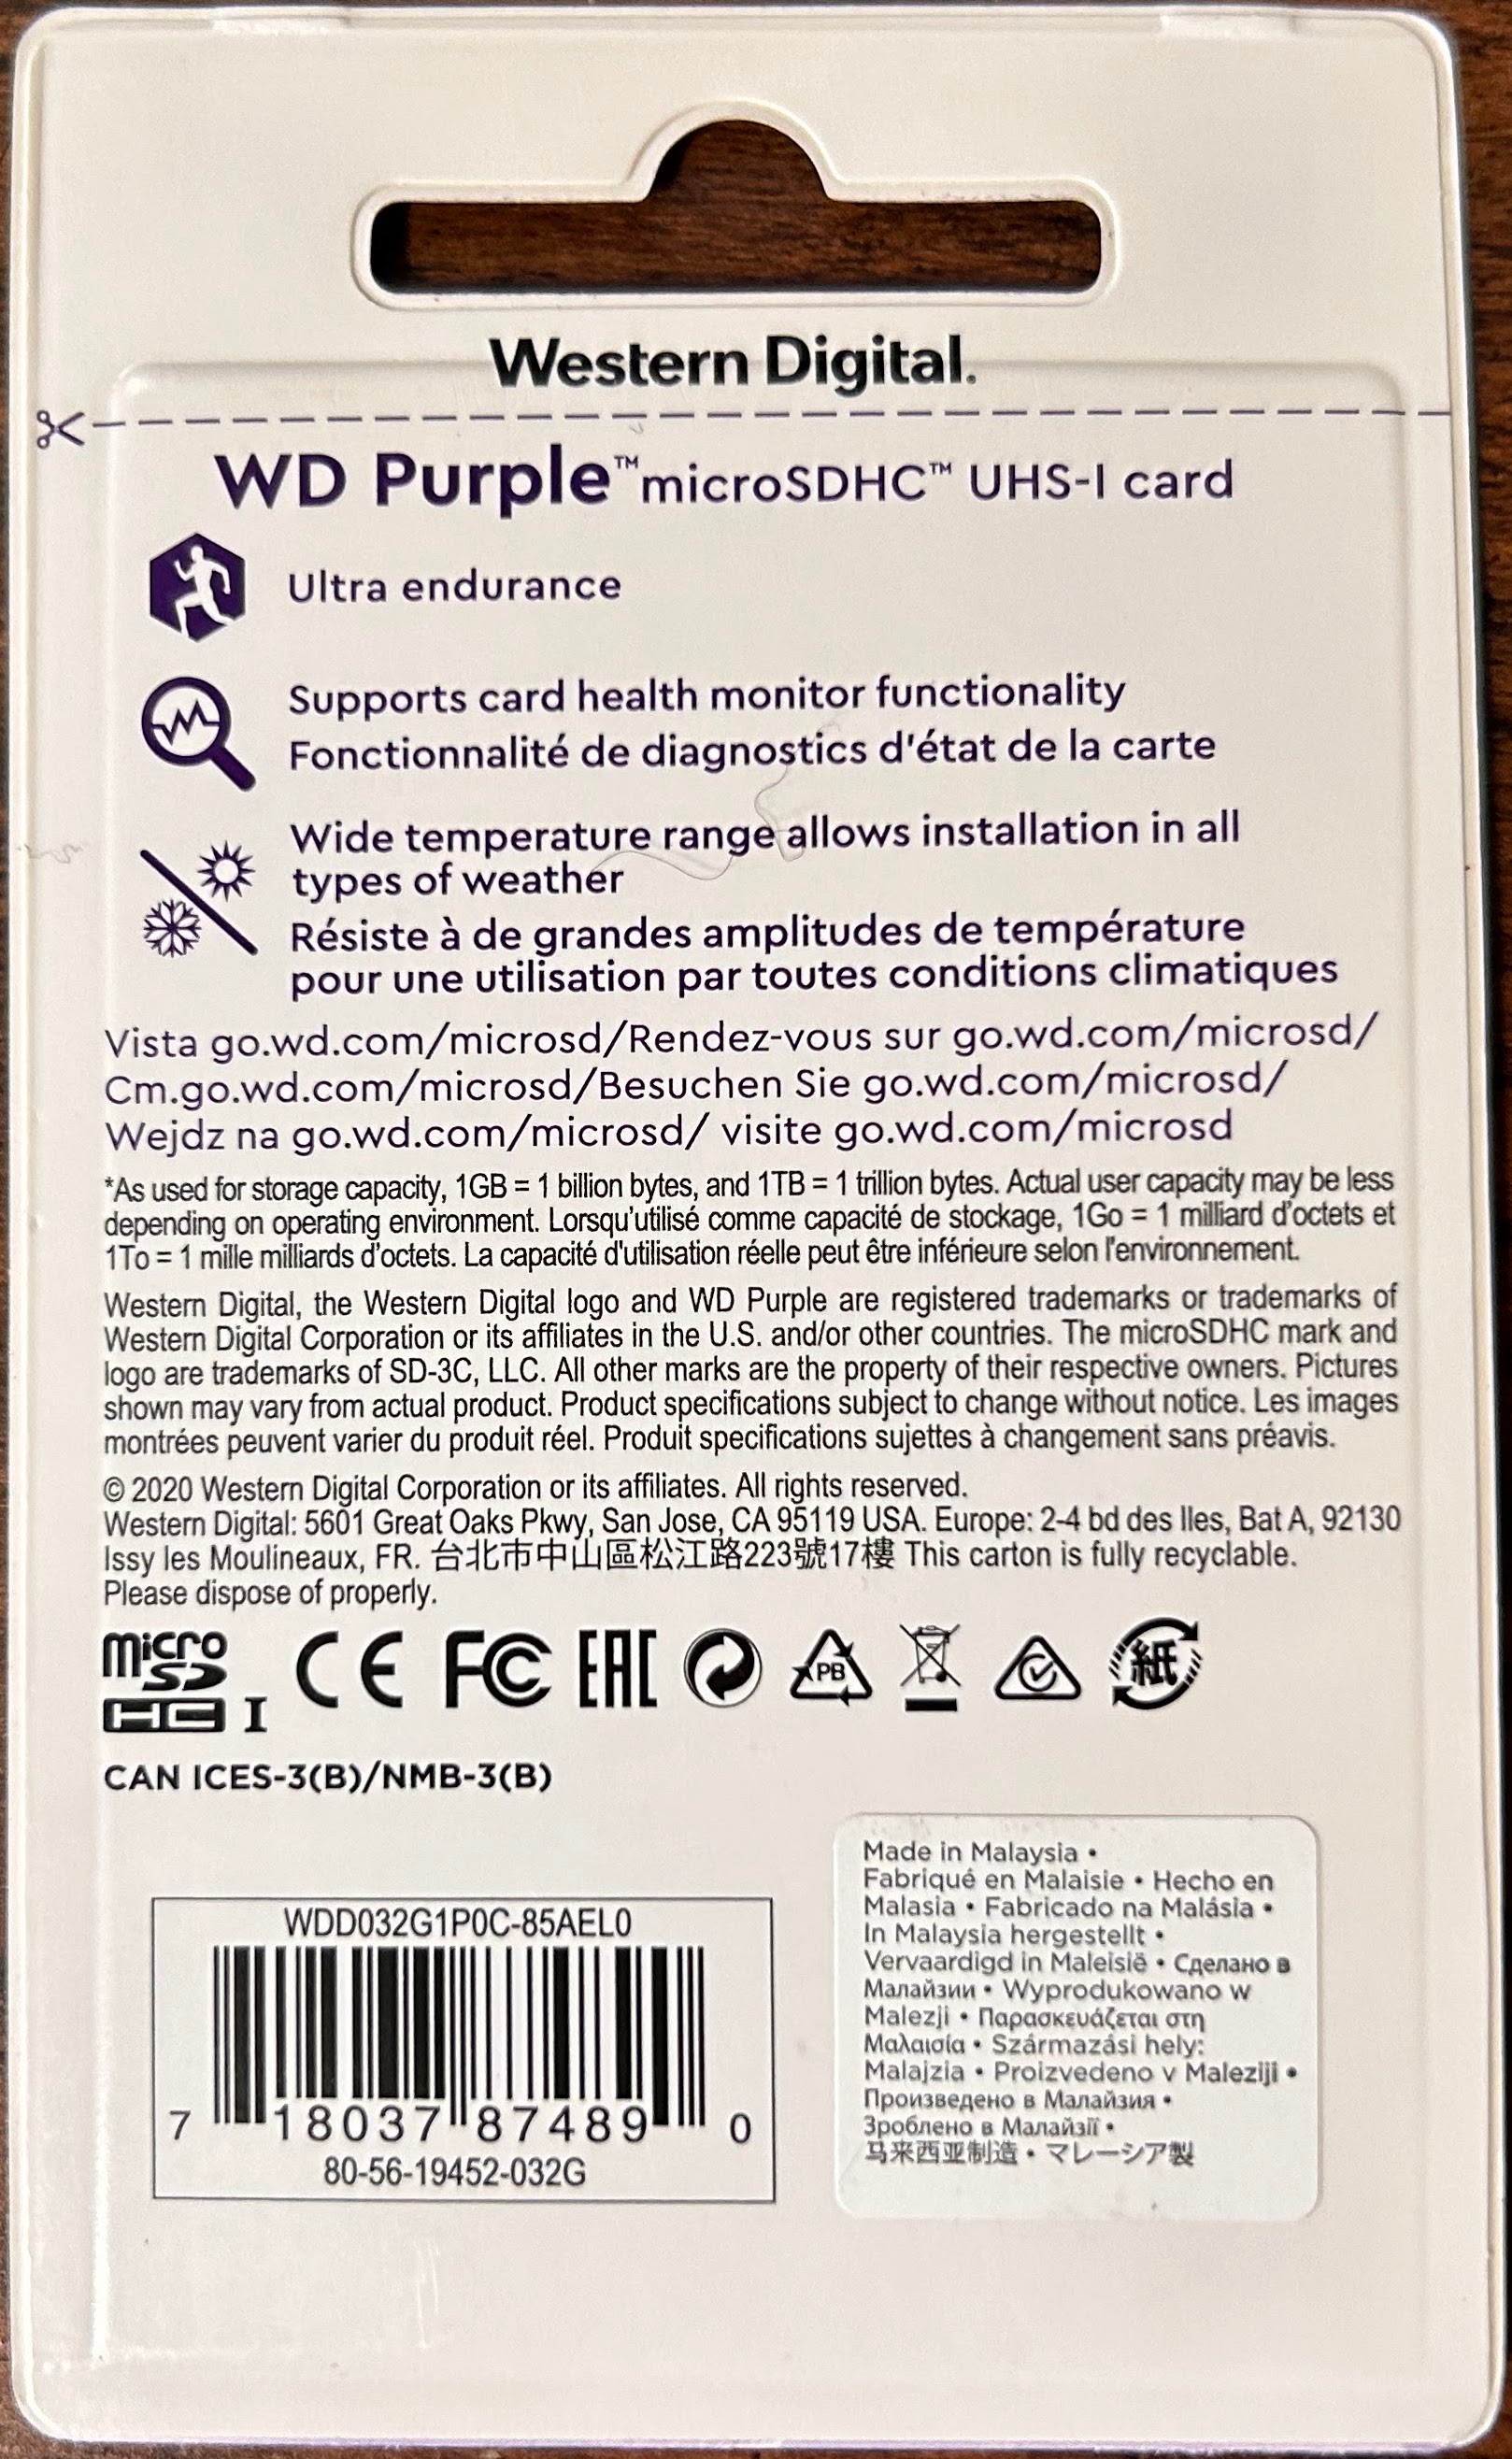 Western Digital.
WD Purple™ microSDHC™ UHS-I card
Ultra endurance
Supports card health monitor functionality
Fonctionnalité de diagnostics d'état de la carte
Wide temperature range allows installation in all
types of weather
Résiste à de grandes amplitudes de température
pour une utilisation par toutes conditions climatiques
Vista go.wd.com/microsd/Rendez-vous sur go.wd.com/microsd/
Cm.go.wd.com/microsd/Besuchen Sie go.wd.com/microsd/
Wejdz na go.wd.com/microsd/ visite go.wd.com/microsd
*As used for storage capacity, 1GB = 1 billion bytes, and 1TB = 1 trillion bytes. Actual user capacity may be less
depending on operating environment. Lorsqu'utilisé comme capacité de stockage, 1Go = 1 milliard d'octets et
1To = 1 mille milliards d'octets. La capacité d'utilisation réelle peut être inférieure selon l'environnement.
Western Digital, the Western Digital logo and WD Purple are registered trademarks or trademarks of
Western Digital Corporation or its affiliates in the U.S. and/or other countries. The microSDHC mark and
logo are trademarks of SD-3C, LLC. All other marks are the property of their respective owners. Pictures
shown may vary from actual product. Product specifications subject to change without notice. Les images
montrées peuvent varier du produit réel. Produit specifications sujettes à changement sans préavis.
© 2020 Western Digital Corporation or its affiliates. All rights reserved.
Western Digital: 5601 Great Oaks Pkwy, San Jose, CA 95119 USA. Europe: 2-4 bd des Iles, Bat A, 92130
Issy les Moulineaux, FR. 台北市中山區松江路223號17樓 This carton is fully recyclable.
Please dispose of properly.
micro SD HC I CE FC EAC PB 紙
CAN ICES-3(B)/NMB-3(B)
WDD032G1P0C-85AEL0
7 18037 87489 0
80-56-19452-032G
Made in Malaysia •
Fabriqué en Malaisie • Hecho en
Malasia • Fabricado na Malásia •
In Malaysia hergestellt •
Vervaardigd in Maleisië • Сделано в
Малайзии • Wyprodukowano w
Malezji • Παρασκευάζεται στη
Μαλαισία • Származási hely:
Malajzia • Proizvedeno v Maleziji •
Произведено в Малайзия •
Зроблено в Малайзії •
马来西亚制造 • マレーシア製